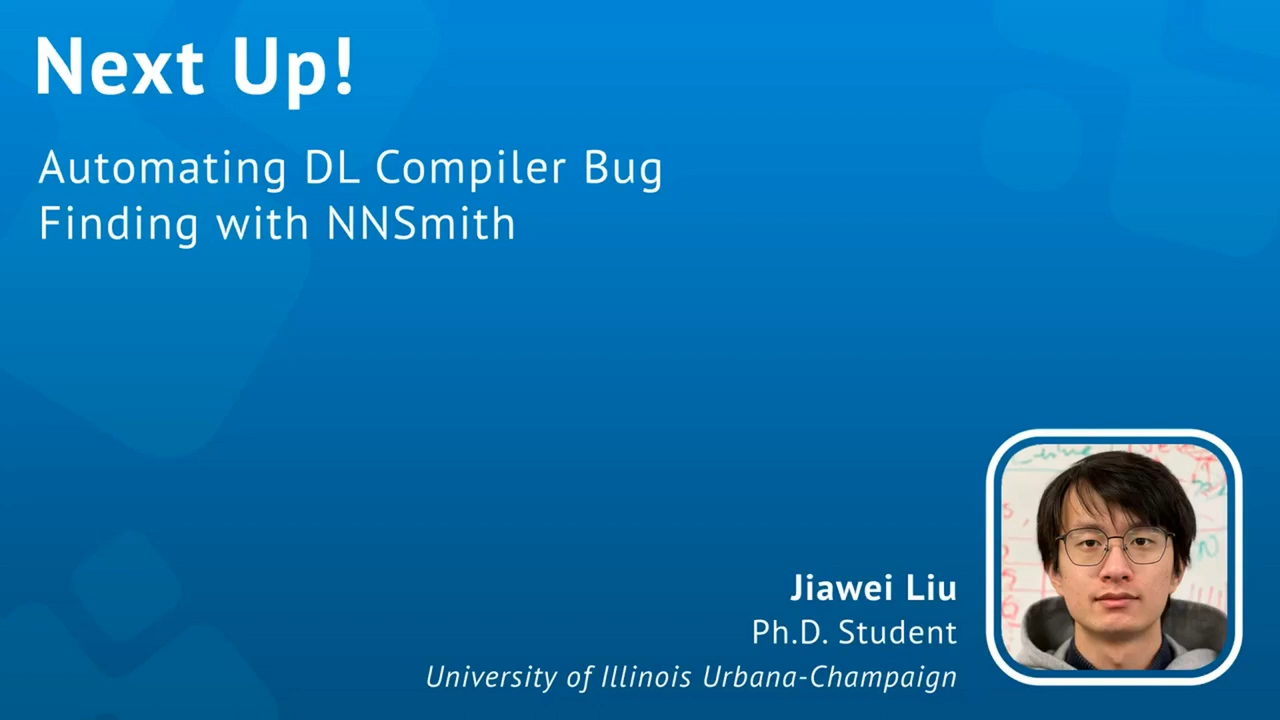 Next Up!
Automating DL Compiler Bug
Finding with NNSmith
Jiawei Liu
Ph.D. Student
University of Illinois Urbana-Champaign